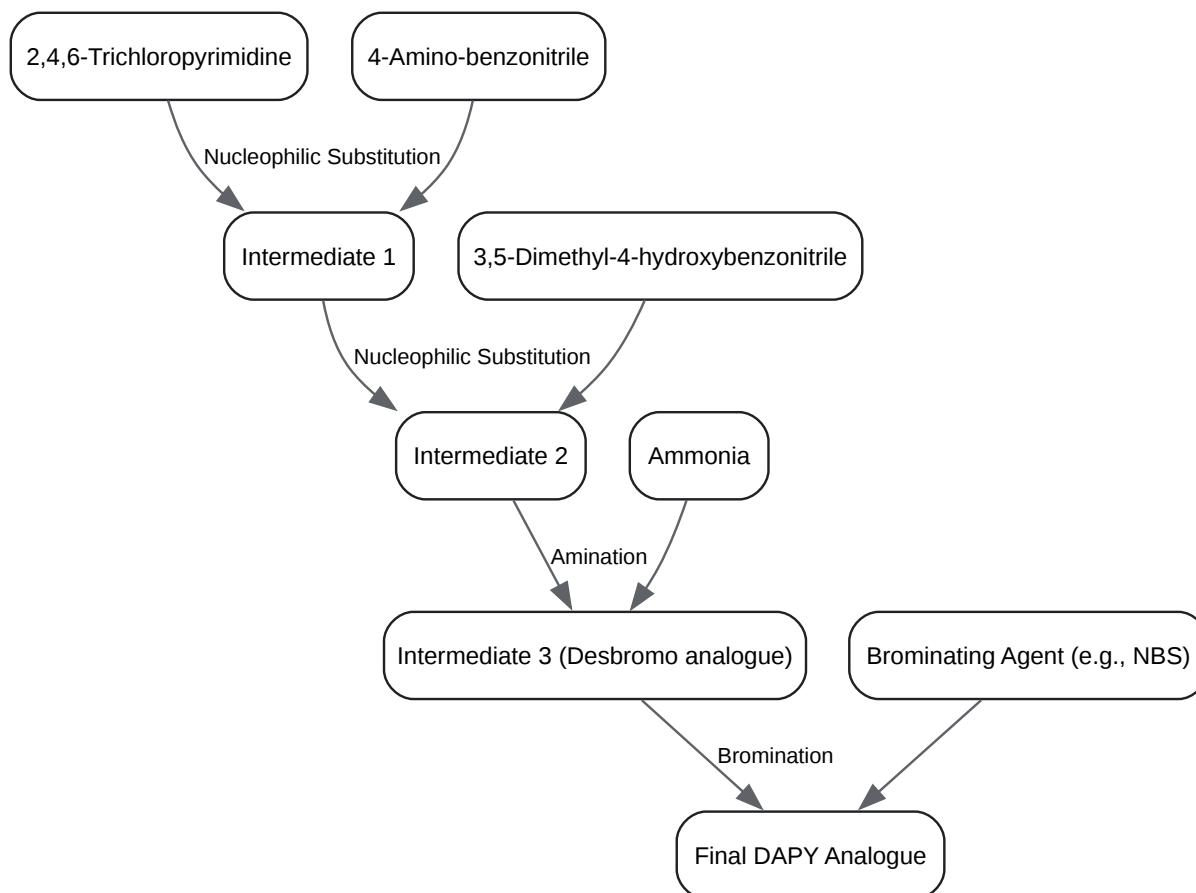 2,4,6-Trichloropyrimidine
4-Amino-benzonitrile
Nucleophilic Substitution
Intermediate 1
3,5-Dimethyl-4-hydroxybenzonitrile
Nucleophilic Substitution
Intermediate 2
Ammonia
Amination
Intermediate 3 (Desbromo analogue)
Brominating Agent (e.g., NBS)
Bromination
Final DAPY Analogue